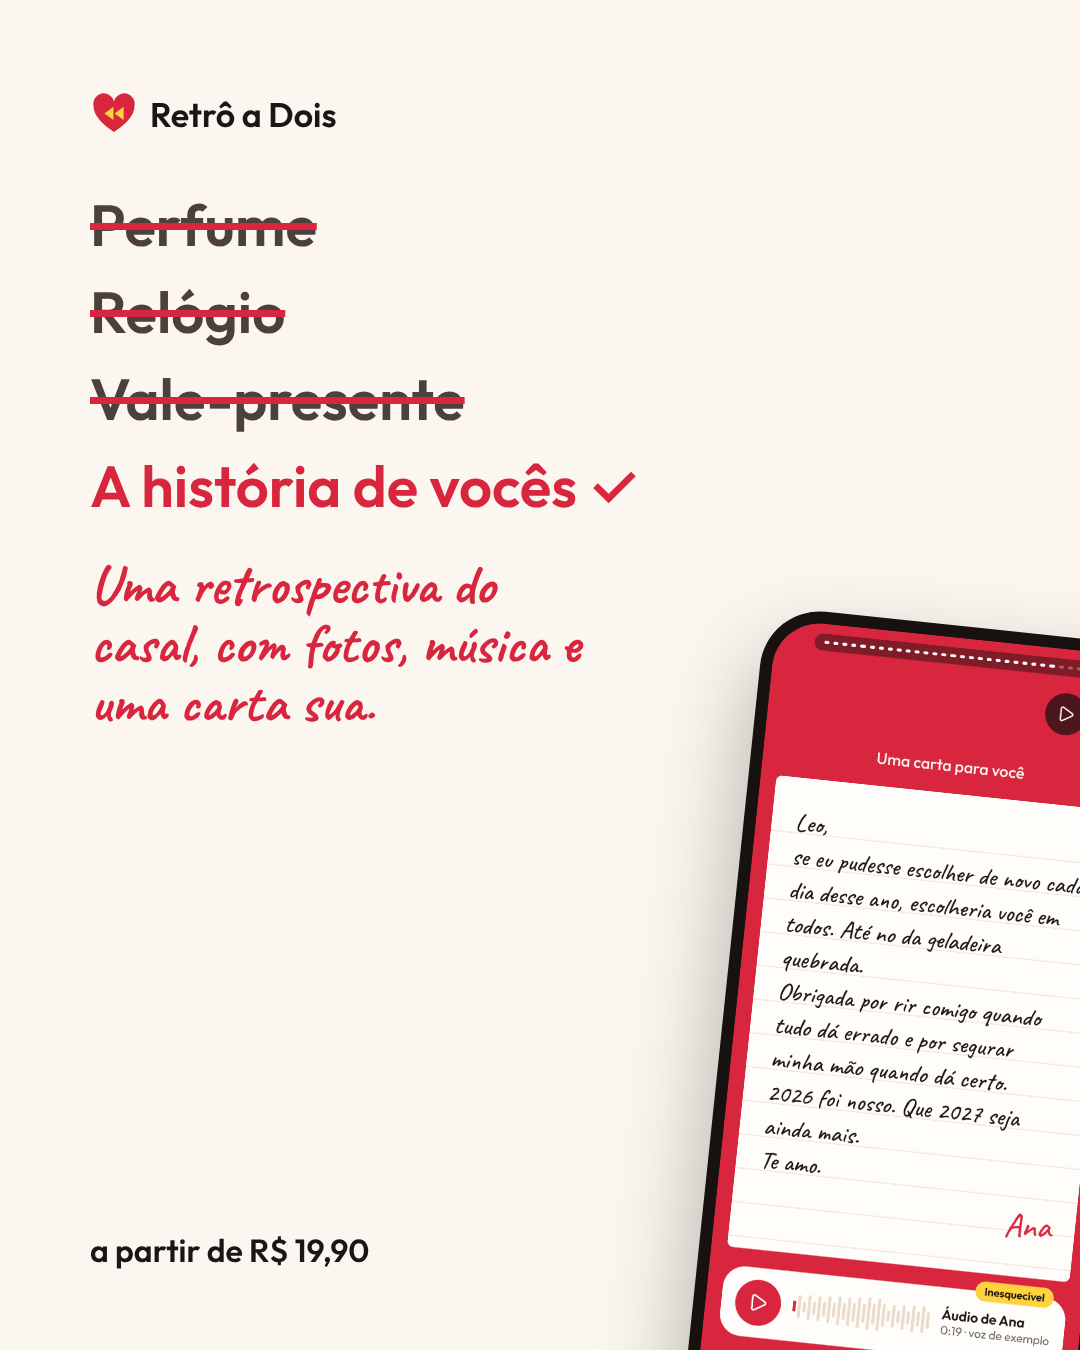 Retrô a Dois
Perfume
Relógio
Vale-presente
A história de vocês ✓
Uma retrospectiva do
casal, com fotos, música e
uma carta sua.
Uma carta para você
Leo,
se eu pudesse escolher de novo cada
dia desse ano, escolheria você em
todos. Até no da geladeira
quebrada.
Obrigada por rir comigo quando
tudo dá errado e por segurar
minha mão quando dá certo.
2026 foi nosso. Que 2027 seja
ainda mais.
Te amo.
Ana
a partir de R$ 19,90
Inesquecível
Áudio de Ana
0:19 · voz de exemplo